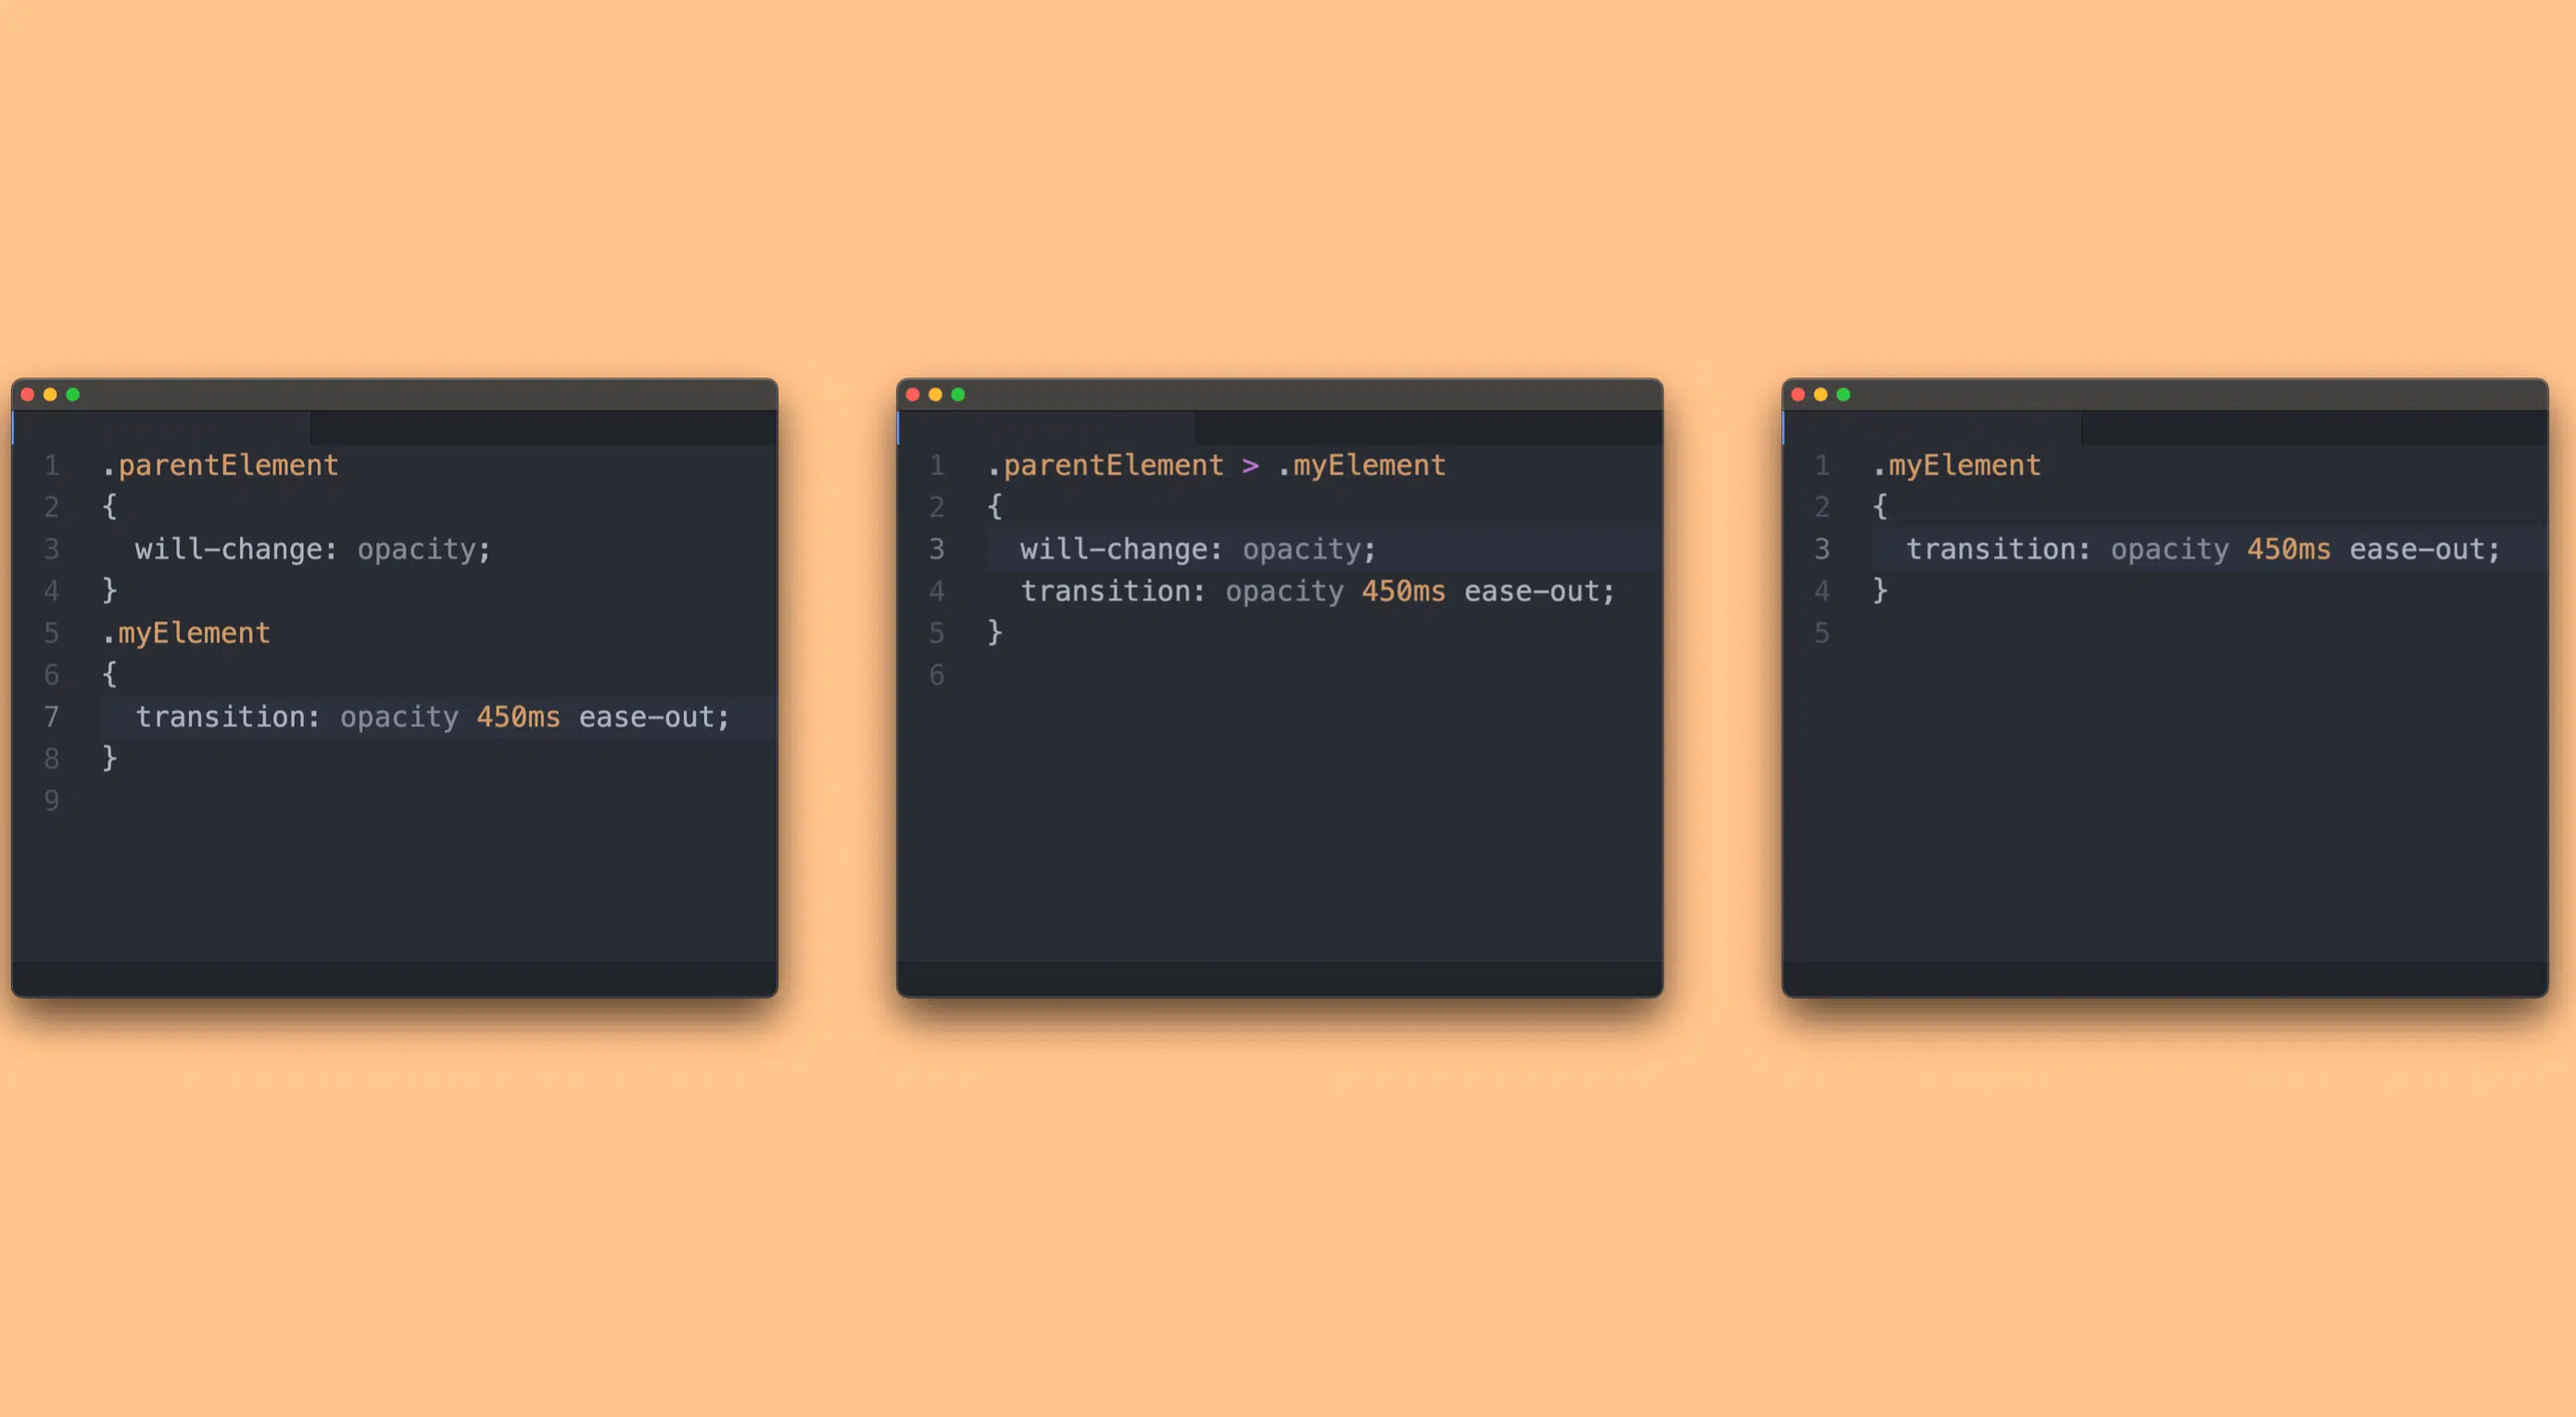 1 .parentElement
2 {
3 will-change: opacity;
4 }
5 .myElement
6 {
7 transition: opacity 450ms ease-out;
8 }
9
1 .parentElement > .myElement
2 {
3 will-change: opacity;
4 transition: opacity 450ms ease-out;
5 }
6
1 .myElement
2 {
3 transition: opacity 450ms ease-out;
4 }
5